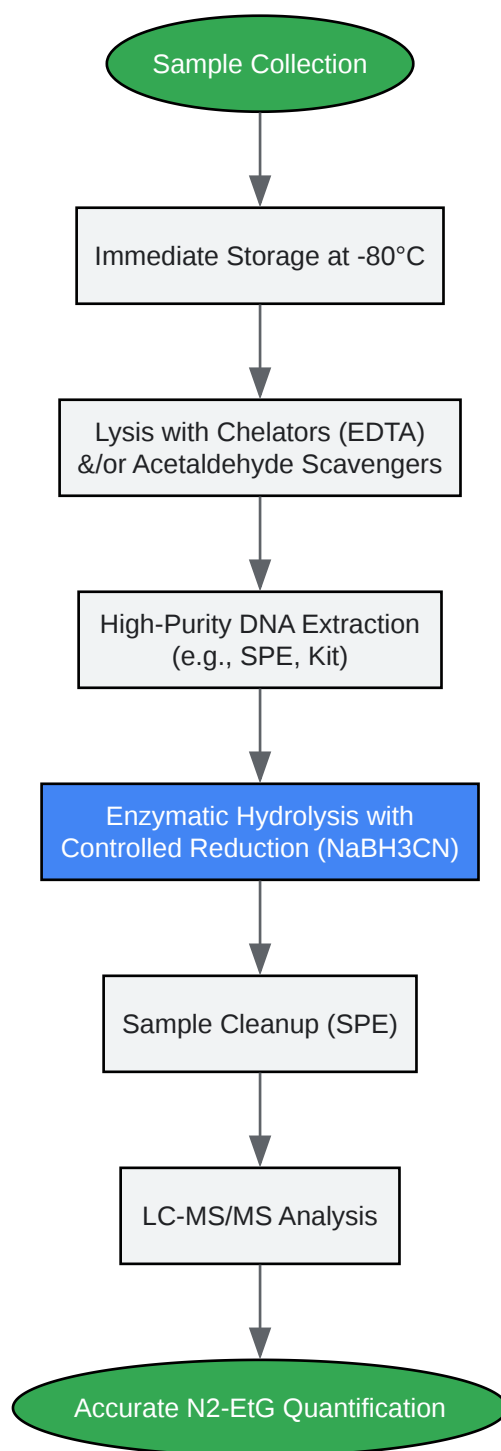 Sample Collection
Immediate Storage at -80°C
Lysis with Chelators (EDTA)
&/or Acetaldehyde Scavengers
High-Purity DNA Extraction
(e.g., SPE, Kit)
Enzymatic Hydrolysis with
Controlled Reduction (NaBH3CN)
Sample Cleanup (SPE)
LC-MS/MS Analysis
Accurate N2-EtG Quantification